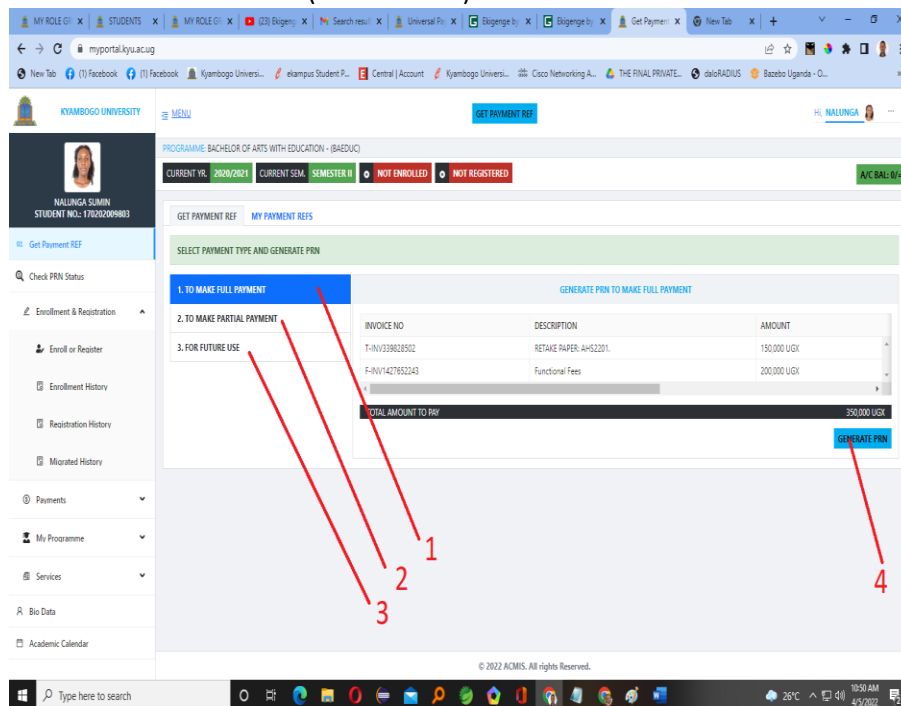 MY ROLE GR
STUDENTS
MY ROLE GR
(23) Ekigeng
Search resul
Universal Pic
Ekigenge by
Ekigenge by
Get Paymen
New Tab
myportal.kyu.ac.ug
New Tab
(1) Facebook
(1) Facebook
Kyambogo Universi...
ekampus Student P...
Central | Account
Kyambogo Universi...
Cisco Networking A...
THE FINAL PRIVATE...
daloRADIUS
Bazebo Uganda - O...
KYAMBOGO UNIVERSITY
MENU
GET PAYMENT REF
Hi, NALUNGA
PROGRAMME: BACHELOR OF ARTS WITH EDUCATION - (BAEDUC)
CURRENT YR. 2020/2021 CURRENT SEM. SEMESTER II NOT ENROLLED NOT REGISTERED
A/C BAL: 0/=
NALUNGA SUMIN
STUDENT NO.: 170202009803
GET PAYMENT REF MY PAYMENT REFS
Get Payment REF
SELECT PAYMENT TYPE AND GENERATE PRN
Check PRN Status
Enrollment & Registration
Enroll or Register
Enrollment History
Registration History
Migrated History
Payments
My Programme
Services
Bio Data
Academic Calendar
1. TO MAKE FULL PAYMENT
2. TO MAKE PARTIAL PAYMENT
3. FOR FUTURE USE
GENERATE PRN TO MAKE FULL PAYMENT
INVOICE NO DESCRIPTION AMOUNT
T-INV339828502 RETAKE PAPER: AHS2201. 150,000 UGX
F-INV1427652243 Functional Fees 200,000 UGX
TOTAL AMOUNT TO PAY 350,000 UGX
GENERATE PRN
1
2
3
4
© 2022 ACMIS. All rights Reserved.
Type here to search
26°C
10:50 AM
4/5/2022